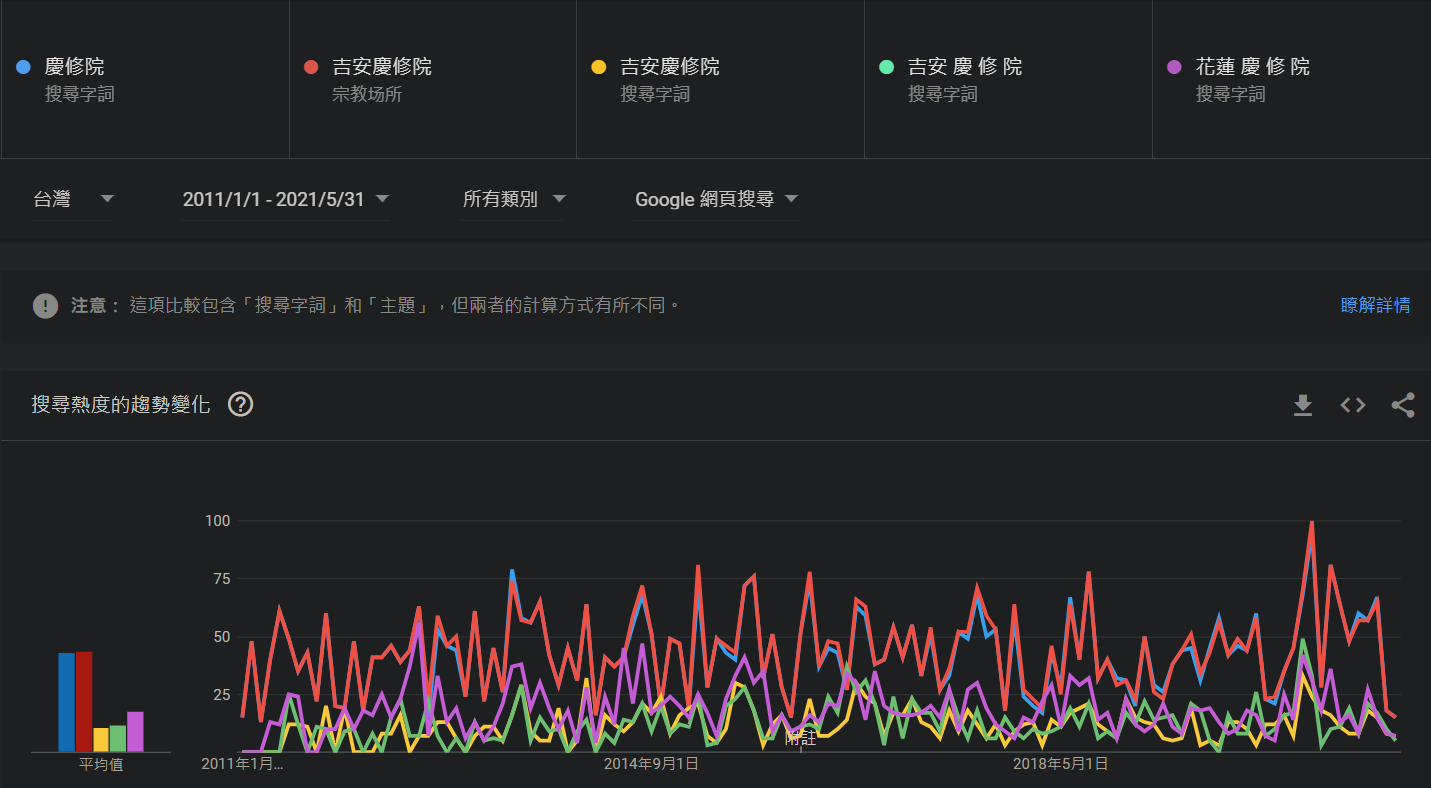 慶修院
搜尋字詞
吉安慶修院
宗教场所
吉安慶修院
搜尋字詞
吉安 慶 修 院
搜尋字詞
花蓮 慶 修 院
搜尋字詞
台灣
2011/1/1 - 2021/5/31
所有類別
Google 網頁搜尋
! 注意： 這項比較包含「搜尋字詞」和「主題」，但兩者的計算方式有所不同。
瞭解詳情
搜尋熱度的趨勢變化 ?
100
75
50
25
附註
平均值
2011年1月…
2014年9月1日
2018年5月1日